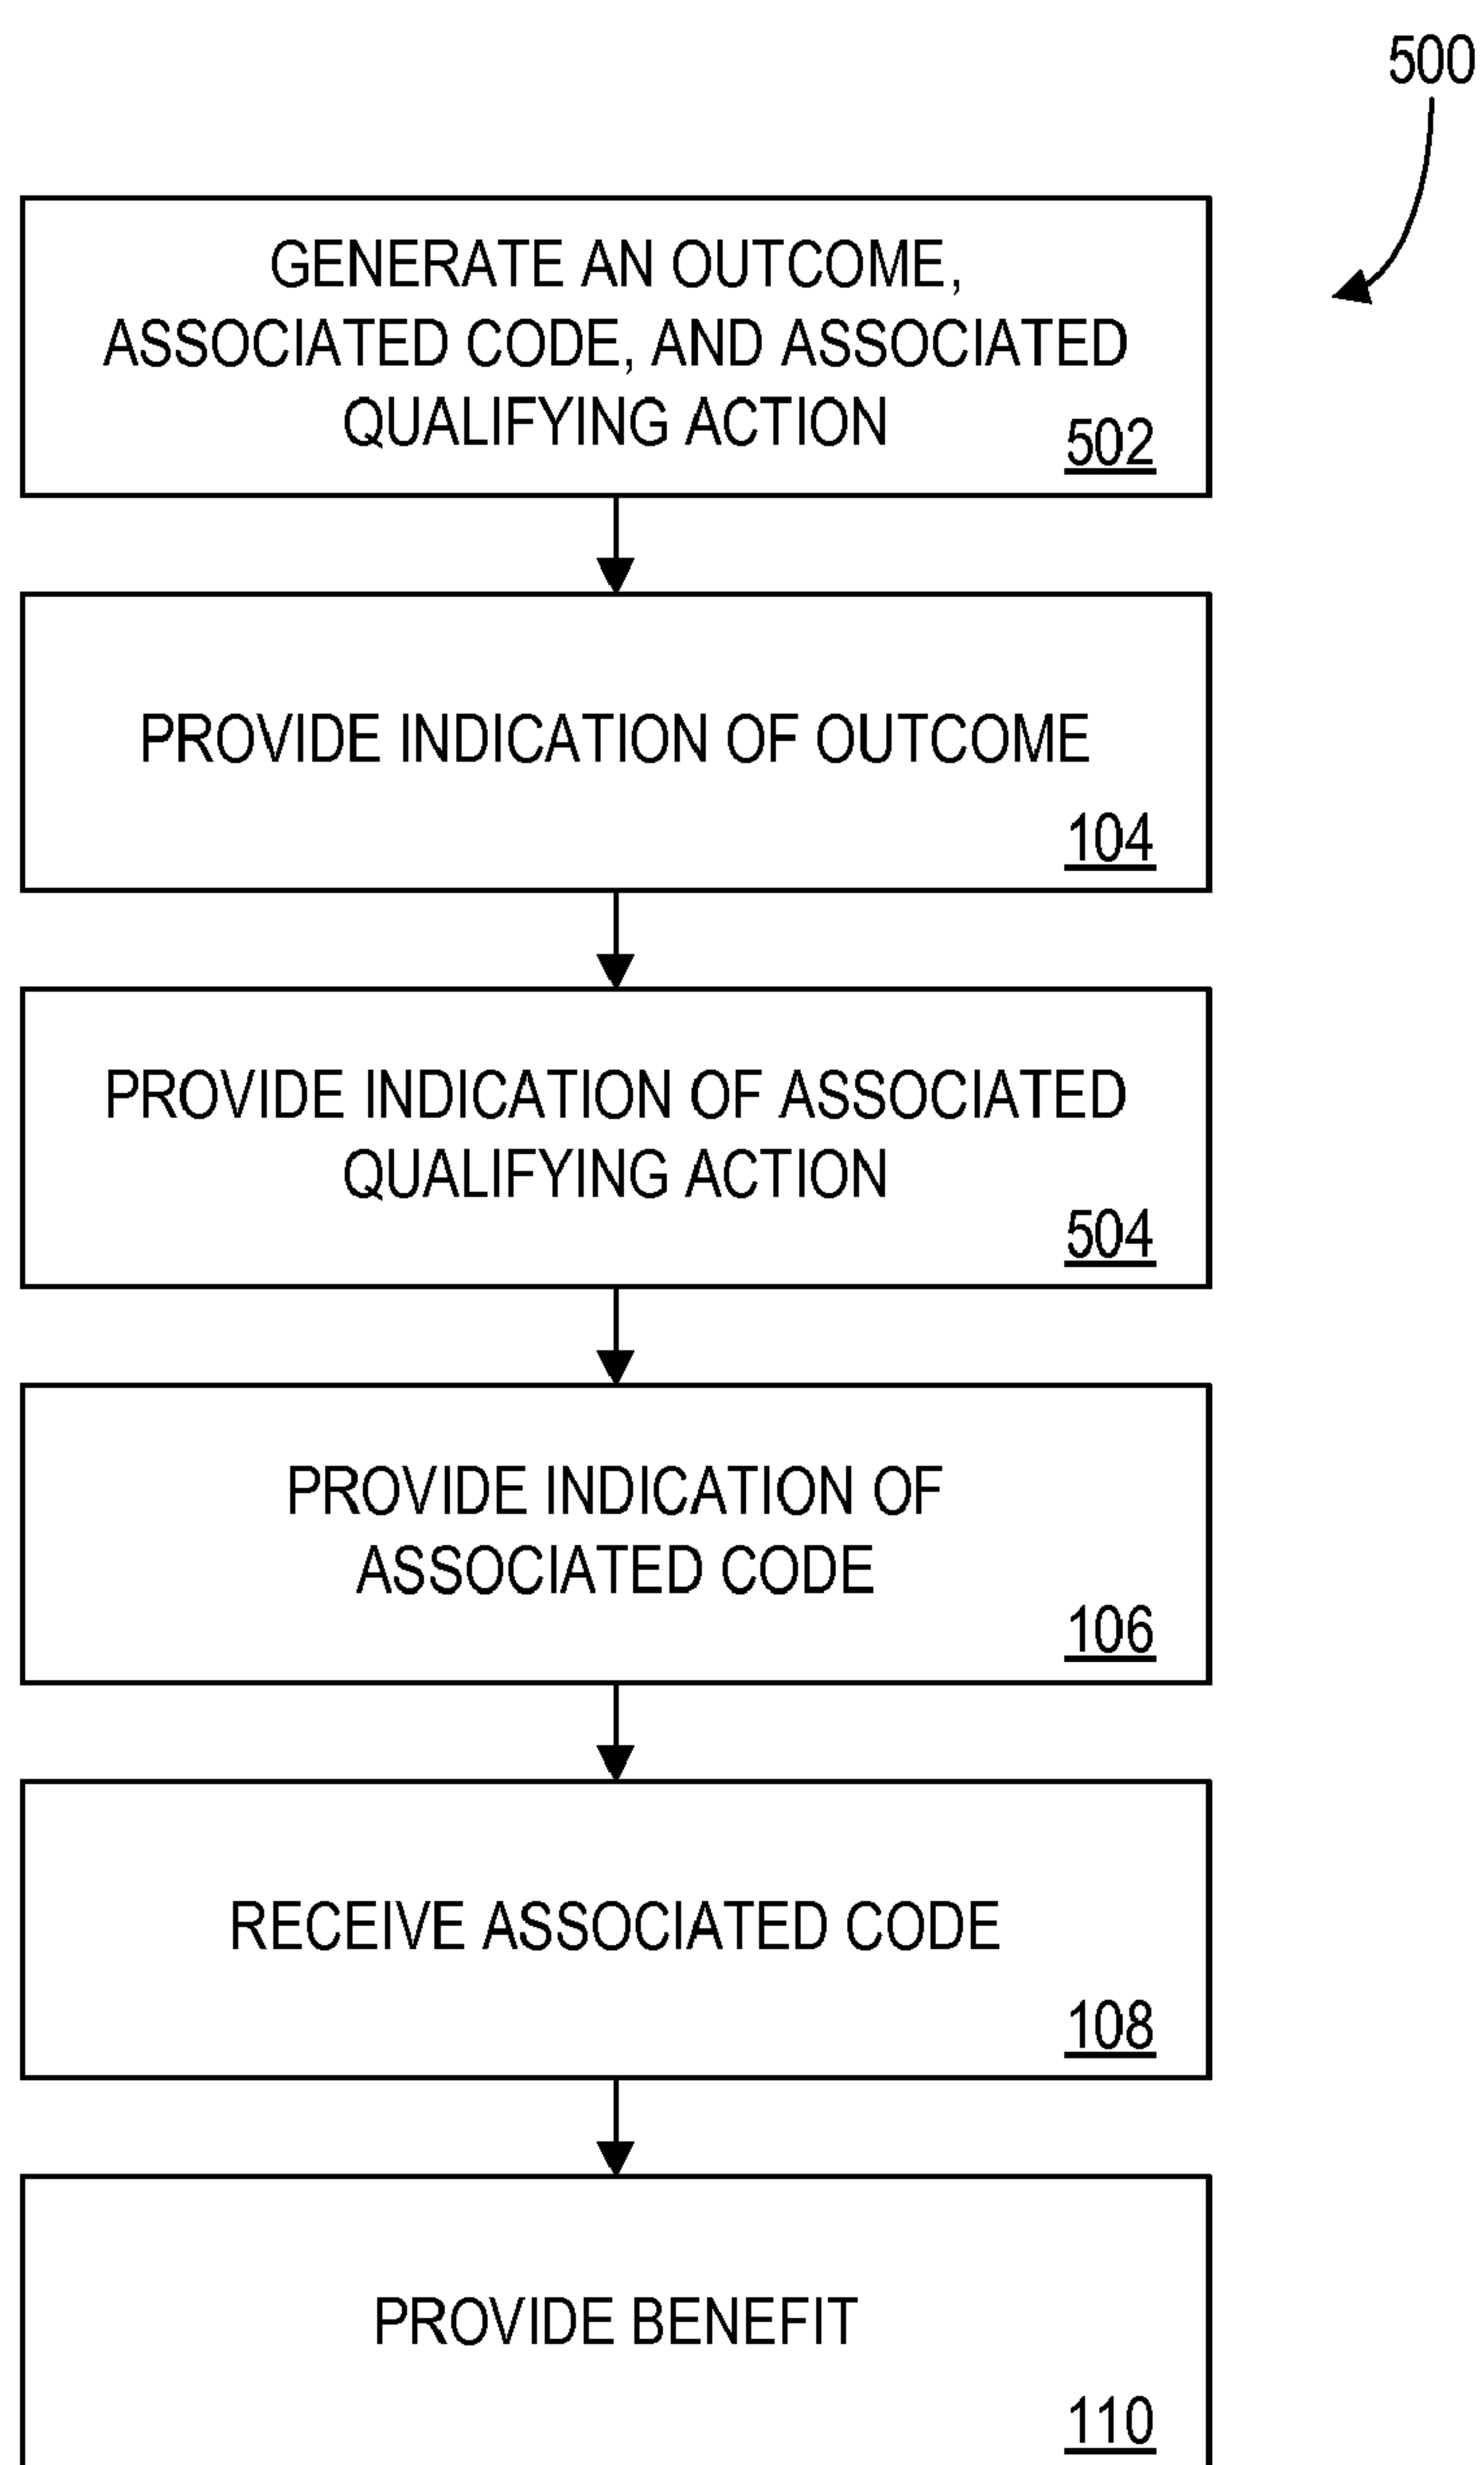 500
GENERATE AN OUTCOME,
ASSOCIATED CODE, AND ASSOCIATED
QUALIFYING ACTION
502
PROVIDE INDICATION OF OUTCOME
104
PROVIDE INDICATION OF ASSOCIATED
QUALIFYING ACTION
504
PROVIDE INDICATION OF
ASSOCIATED CODE
106
RECEIVE ASSOCIATED CODE
108
PROVIDE BENEFIT
110